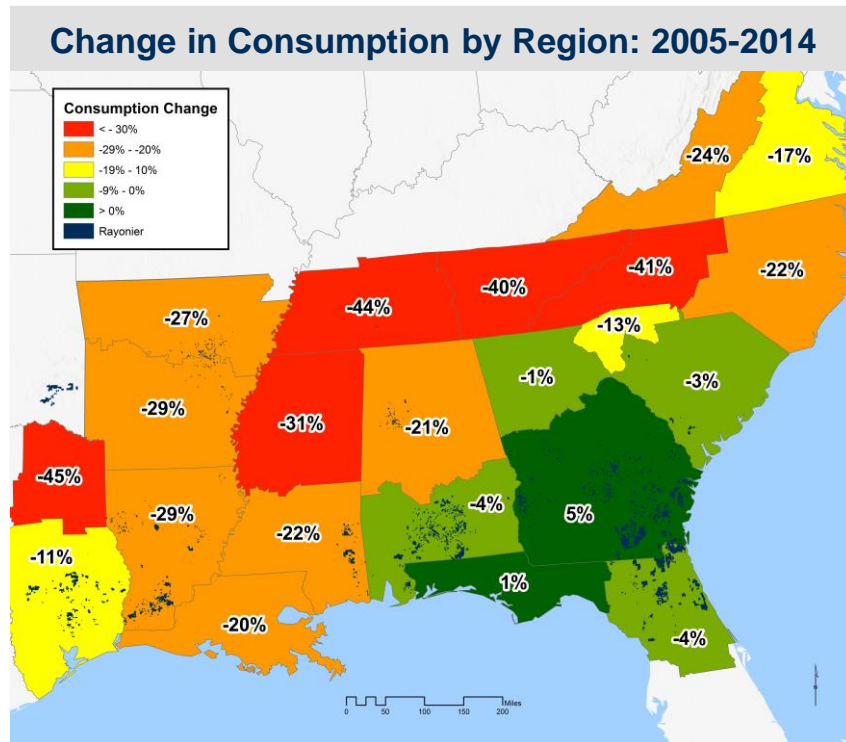 Change in Consumption by Region: 2005-2014
Consumption Change
< - 30%
-29% - -20%
-19% - 10%
-9% - 0%
> 0%
Rayonier
-24%
-17%
-41%
-22%
-40%
-44%
-27%
-13%
-1%
-3%
-29%
-31%
-21%
-45%
-29%
-22%
-4%
5%
-11%
1%
-20%
-4%
Miles
0 50 100 150 200